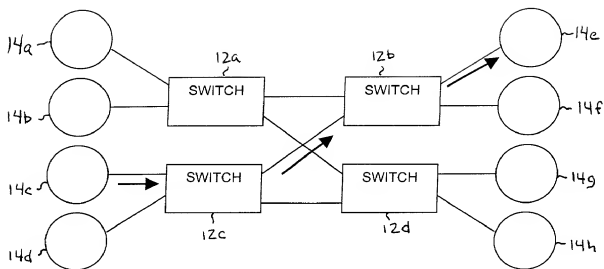 14a
12a
12b
14e
SWITCH
SWITCH
14b
14f
14c
SWITCH
SWITCH
14g
14d
12c
12d
14h